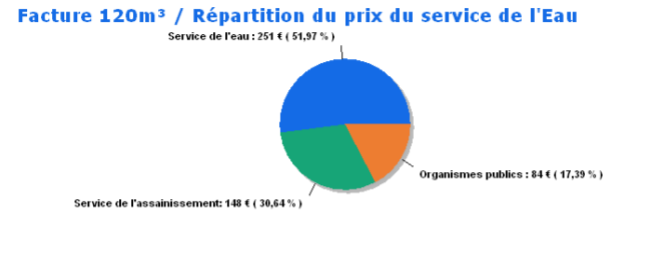 Facture 120m³ / Répartition du prix du service de l'Eau
Service de l'eau : 251 € ( 51,97 % )
Organismes publics : 84 € ( 17,39 % )
Service de l'assainissement: 148 € ( 30,64 % )